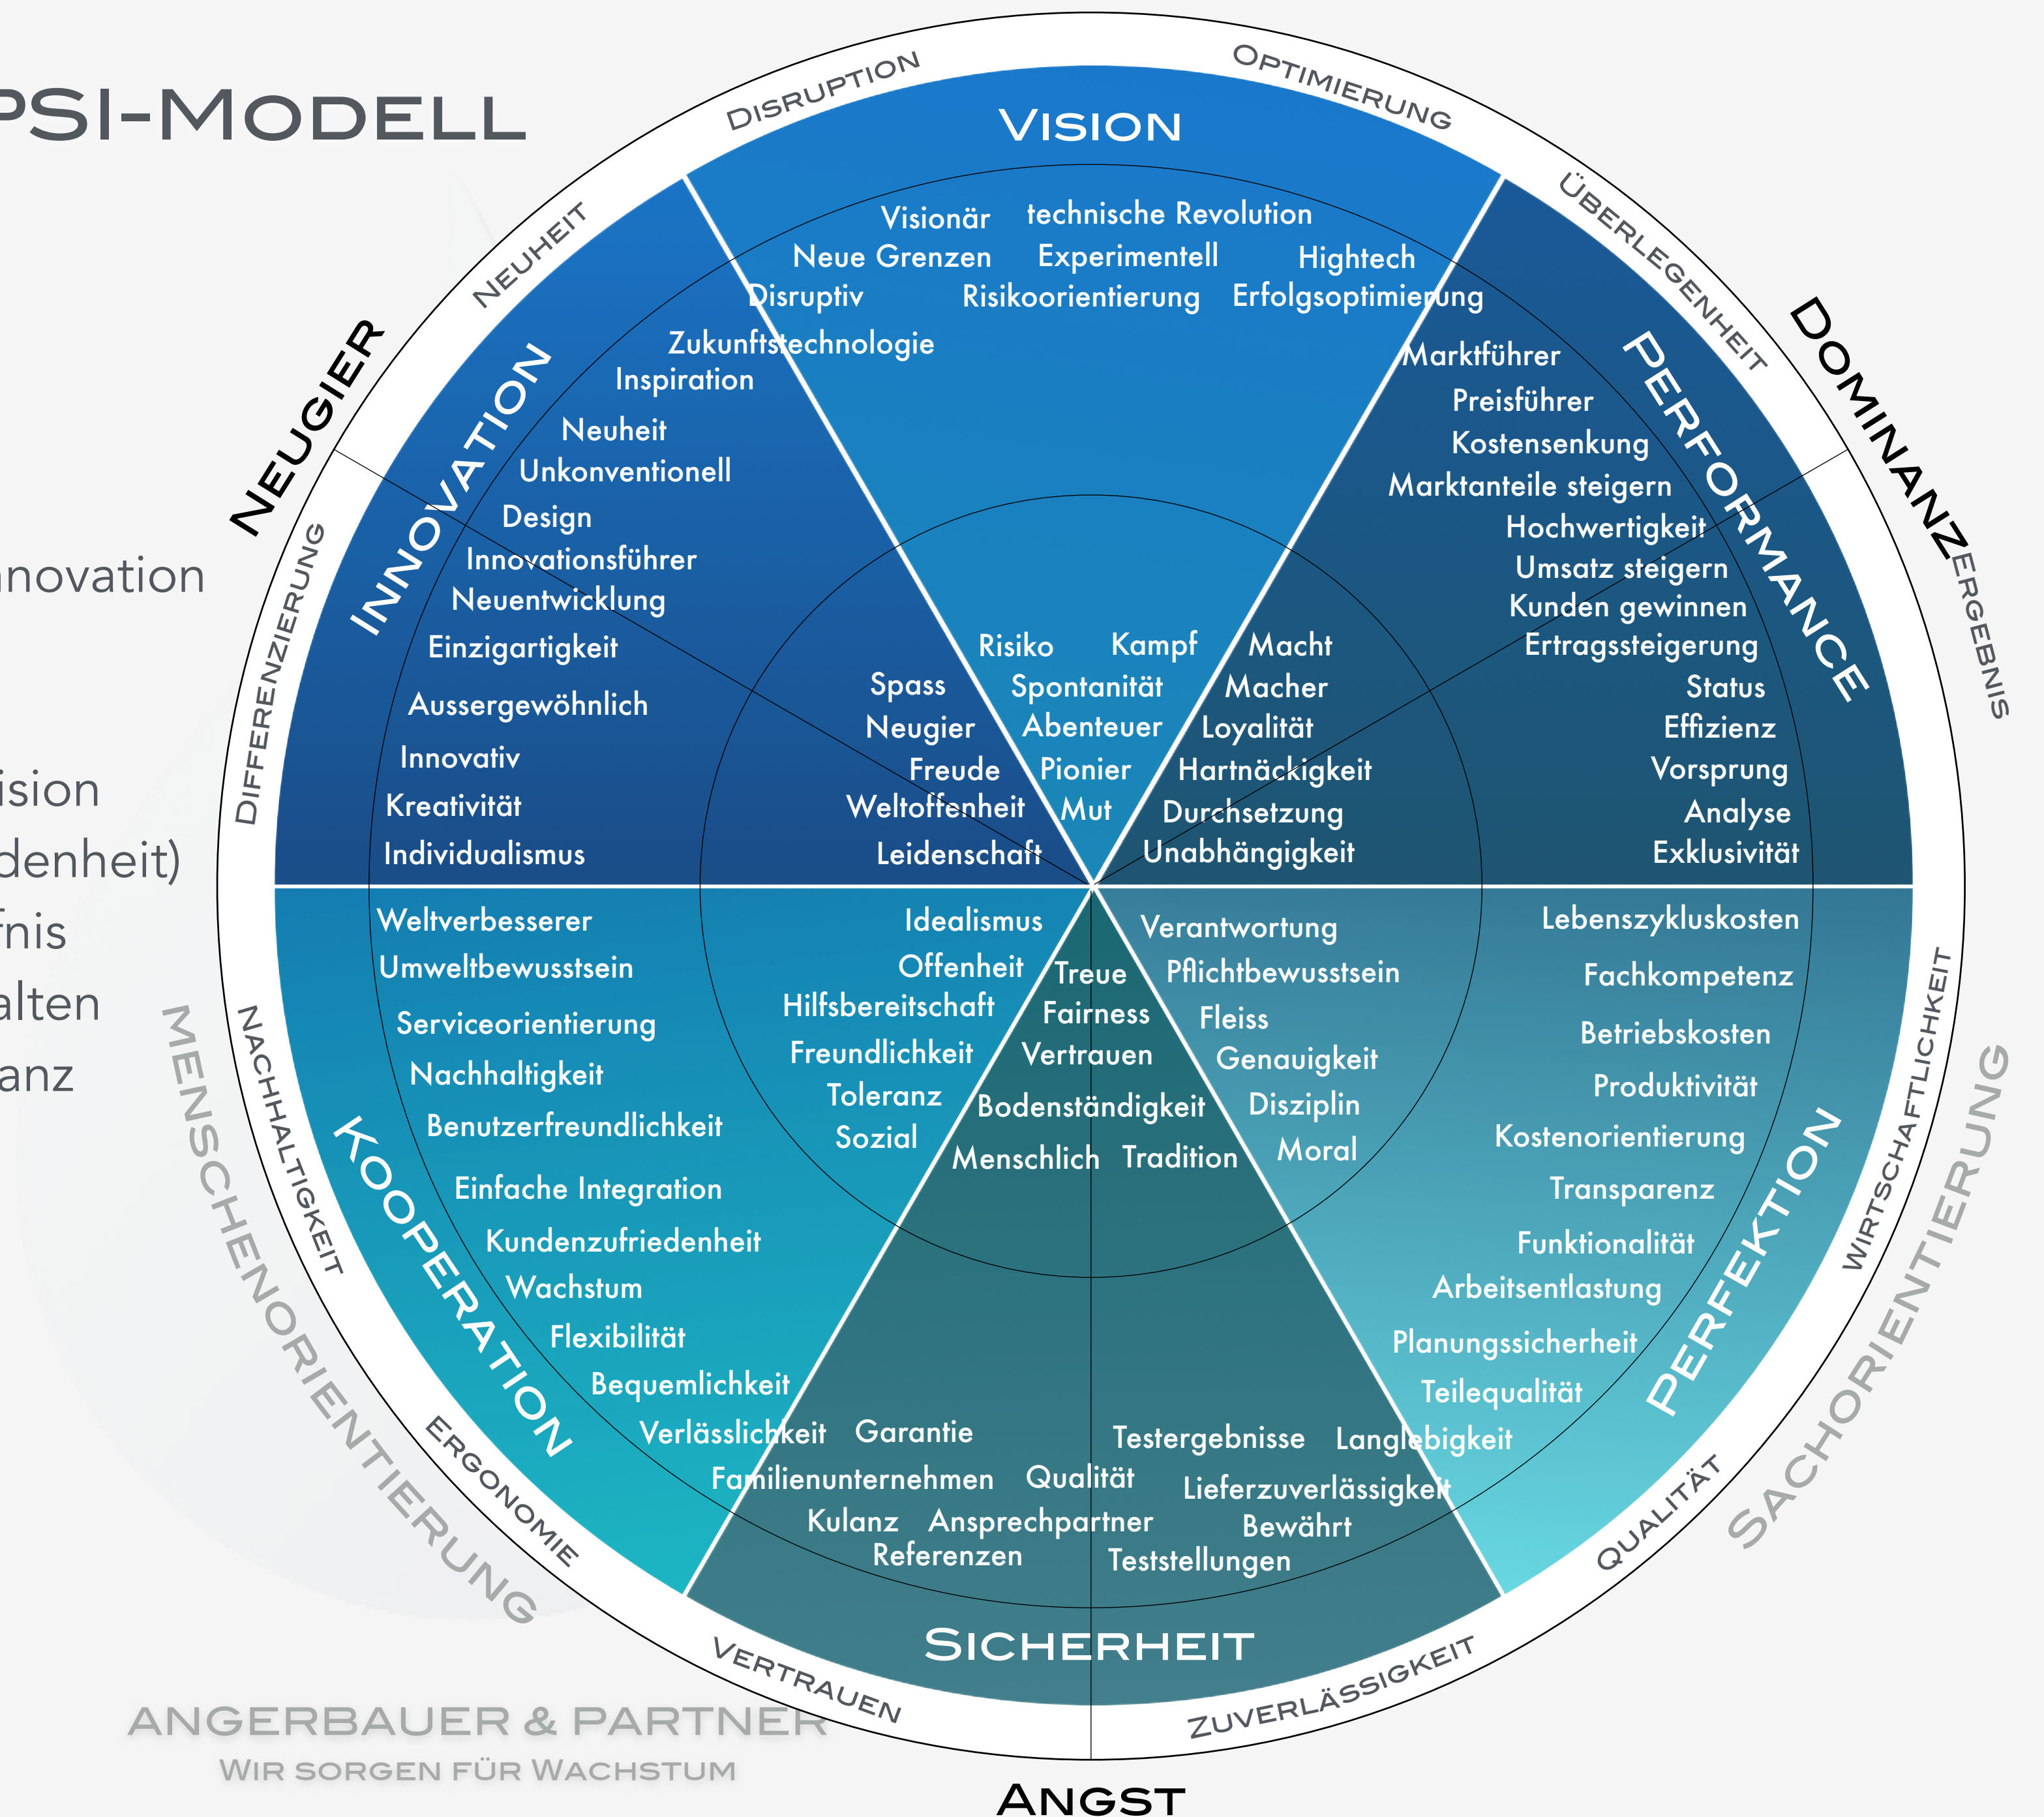 PSI-Modell
Innovation
ision
denheit)
fnis
alten
anz
Neugier
Dominanz
Angst
Menschenorientierung
Sachorientierung
Disruption
Optimierung
Neuheit
Überlegenheit
Differenzierung
Ergebnis
Nachhaltigkeit
Wirtschaftlichkeit
Ergonomie
Qualität
Vertrauen
Zuverlässigkeit
Vision
Visionär technische Revolution
Neue Grenzen Experimentell Hightech
Disruptiv Risikoorientierung Erfolgsoptimierung
Zukunftstechnologie
Risiko Kampf
Spontanität
Abenteuer
Pionier
Mut
Innovation
Inspiration
Neuheit
Unkonventionell
Design
Innovationsführer
Neuentwicklung
Einzigartigkeit
Aussergewöhnlich
Innovativ
Kreativität
Individualismus
Spass
Neugier
Freude
Weltoffenheit
Leidenschaft
Performance
Marktführer
Preisführer
Kostensenkung
Marktanteile steigern
Hochwertigkeit
Umsatz steigern
Kunden gewinnen
Ertragssteigerung
Status
Effizienz
Vorsprung
Analyse
Exklusivität
Macht
Macher
Loyalität
Hartnäckigkeit
Durchsetzung
Unabhängigkeit
Kooperation
Weltverbesserer
Umweltbewusstsein
Serviceorientierung
Nachhaltigkeit
Benutzerfreundlichkeit
Einfache Integration
Kundenzufriedenheit
Wachstum
Flexibilität
Bequemlichkeit
Verlässlichkeit
Idealismus
Offenheit
Hilfsbereitschaft
Freundlichkeit
Toleranz
Sozial
Treue
Fairness
Vertrauen
Bodenständigkeit
Menschlich Tradition
Garantie Testergebnisse Langlebigkeit
Familienunternehmen Qualität Lieferzuverlässigkeit
Kulanz Ansprechpartner Bewährt
Referenzen Teststellungen
Sicherheit
Verantwortung
Pflichtbewusstsein
Fleiss
Genauigkeit
Disziplin
Moral
Lebenszykluskosten
Fachkompetenz
Betriebskosten
Produktivität
Kostenorientierung
Transparenz
Funktionalität
Arbeitsentlastung
Planungssicherheit
Teilequalität
Perfektion
Angerbauer & Partner
Wir sorgen für Wachstum